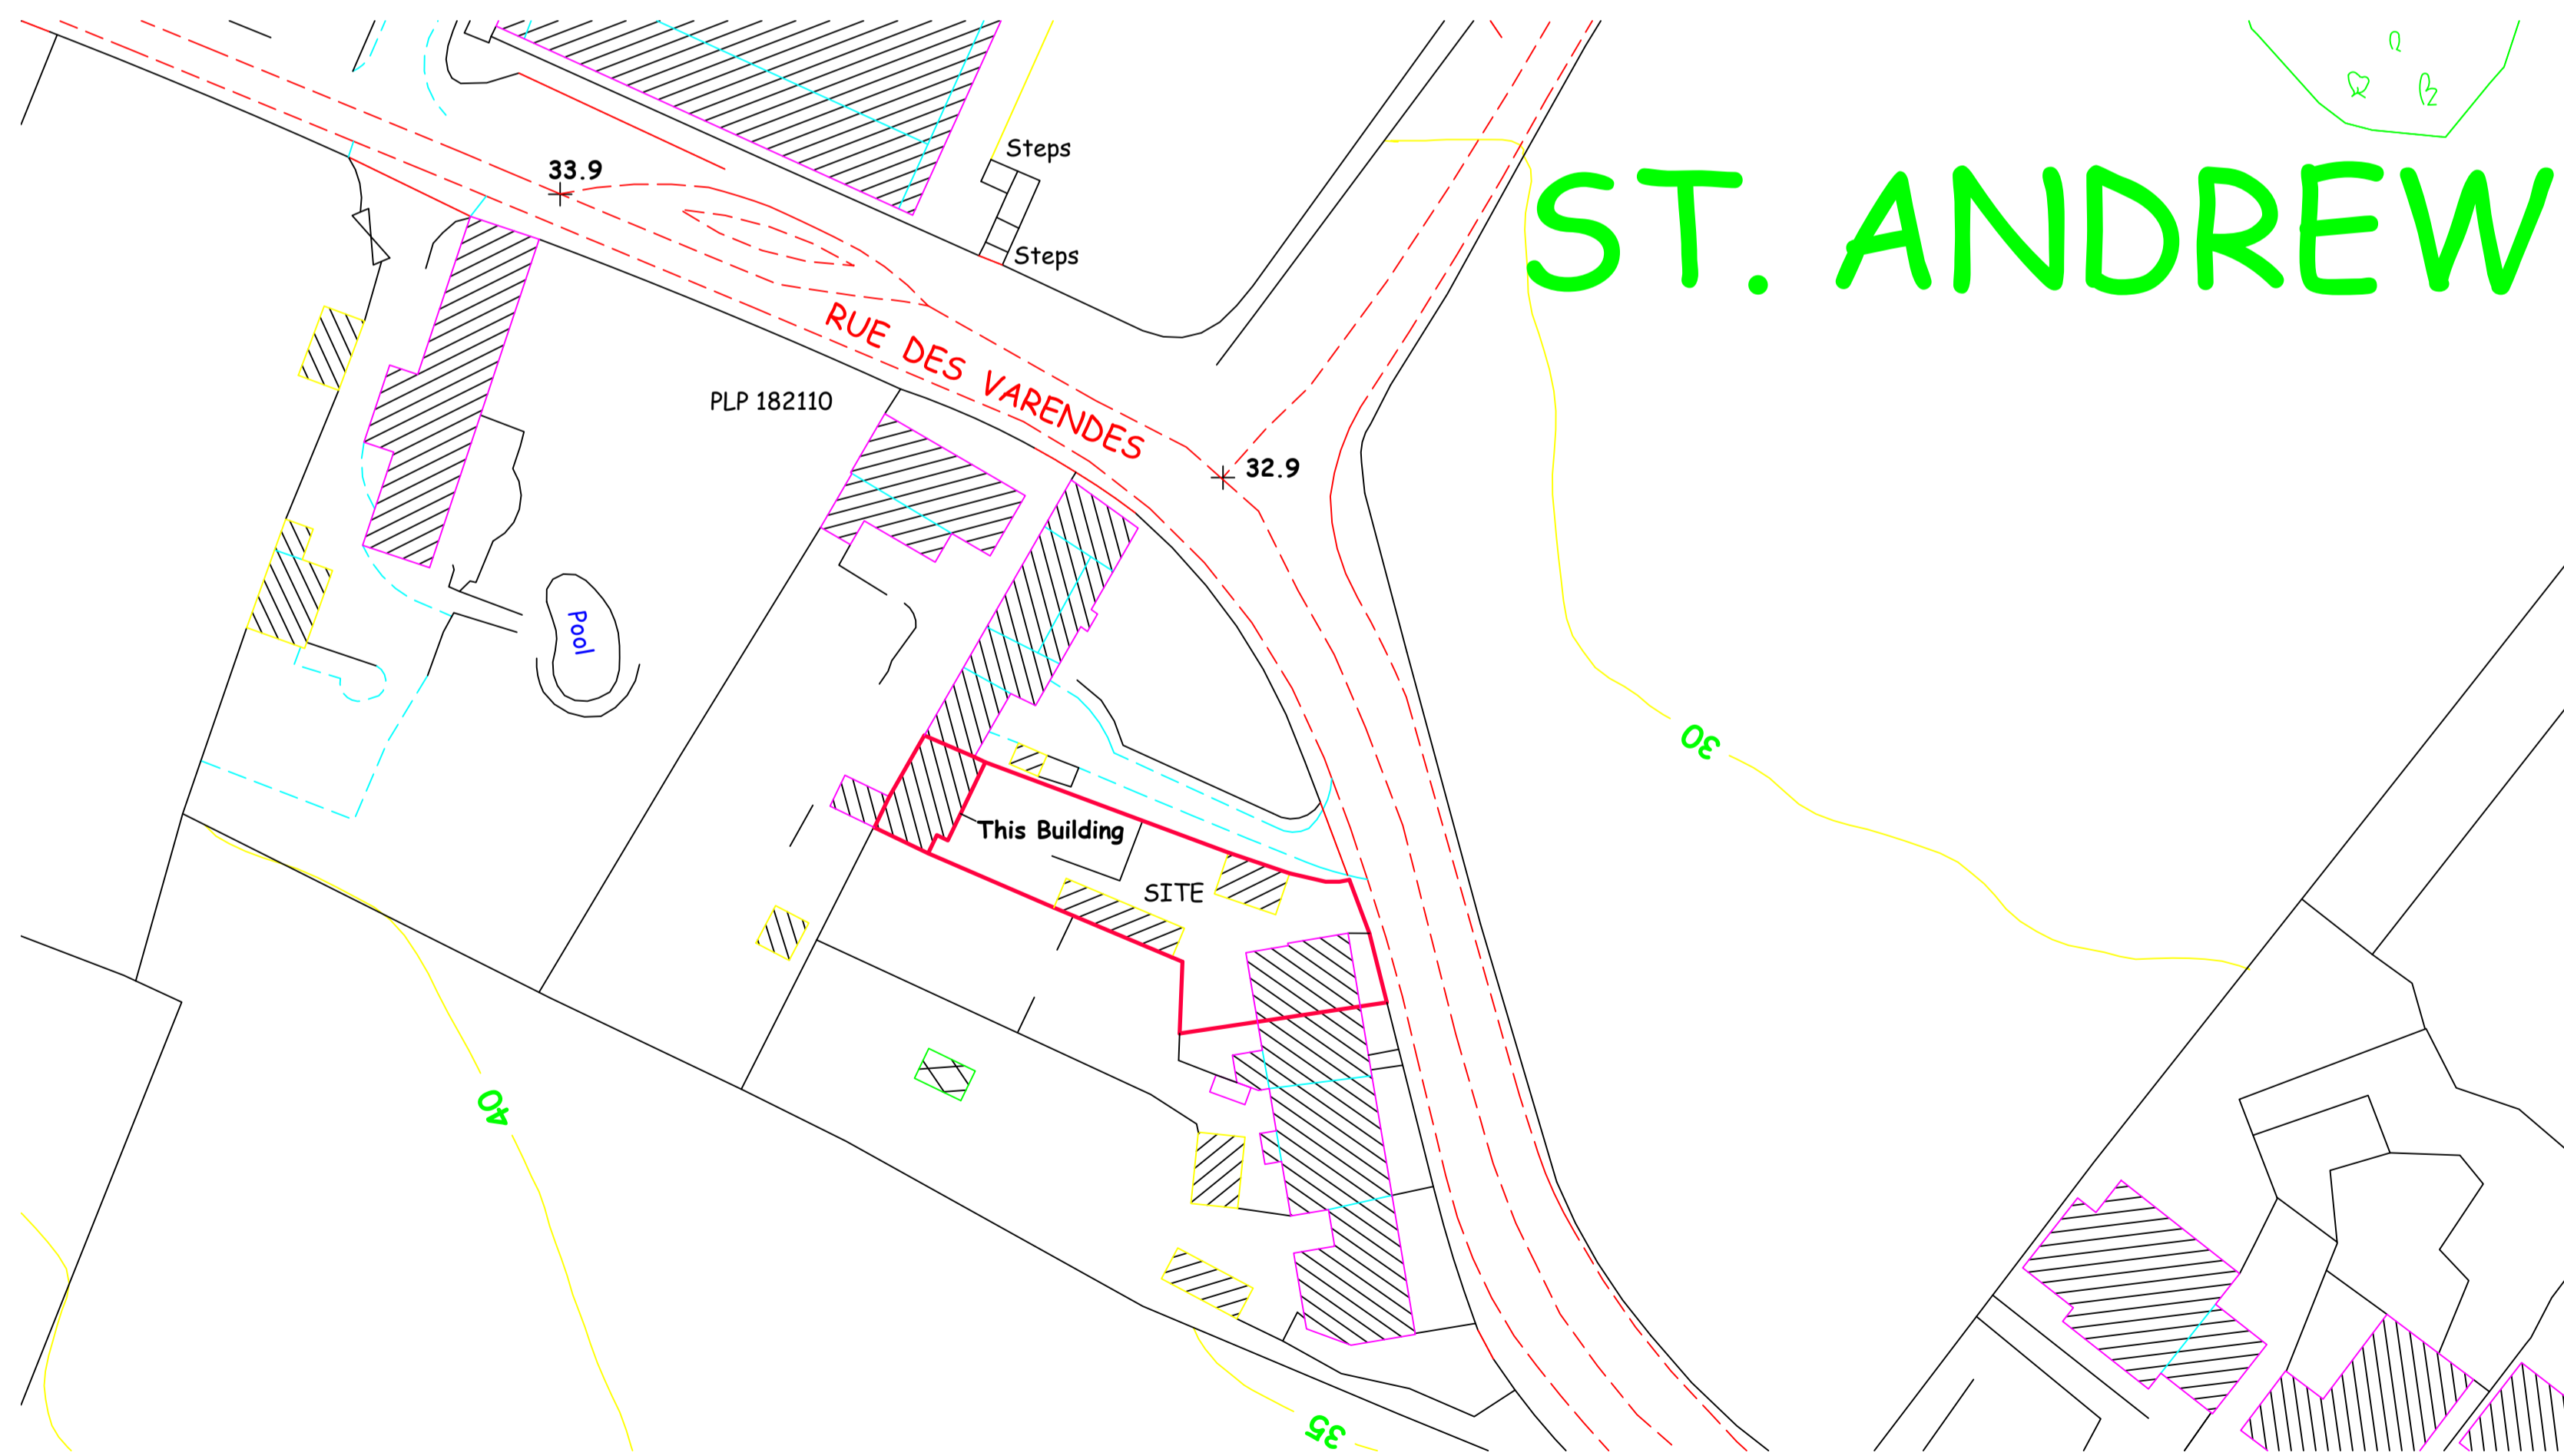 Steps
33.9
ST. ANDREW
Steps
RUE DES VARENDES
PLP 182110
32.9
Pool
30
This Building
SITE
40
35